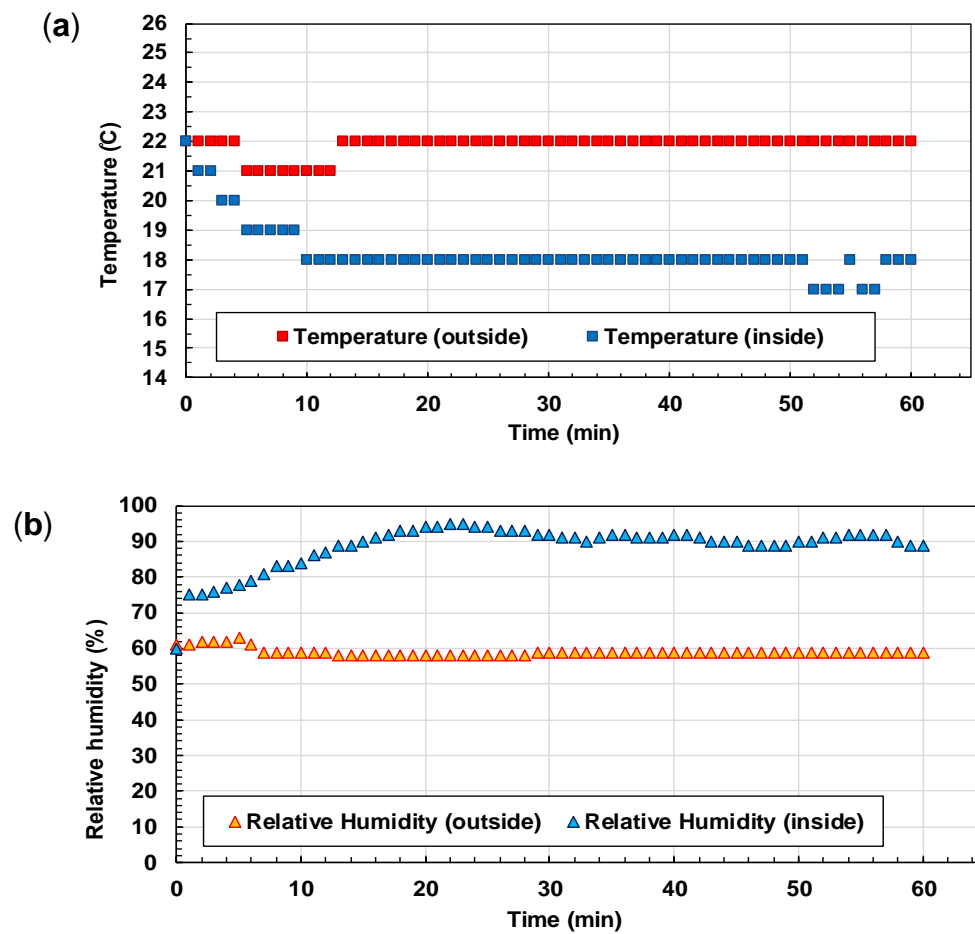 (a)
Temperature (C)
26
25
24
23
22
21
20
19
18
17
16
15
14
Temperature (outside) Temperature (inside)
0 10 20 30 40 50 60
Time (min)
(b)
Relative humidity (%)
100
90
80
70
60
50
40
30
20
10
0
Relative Humidity (outside) Relative Humidity (inside)
0 10 20 30 40 50 60
Time (min)